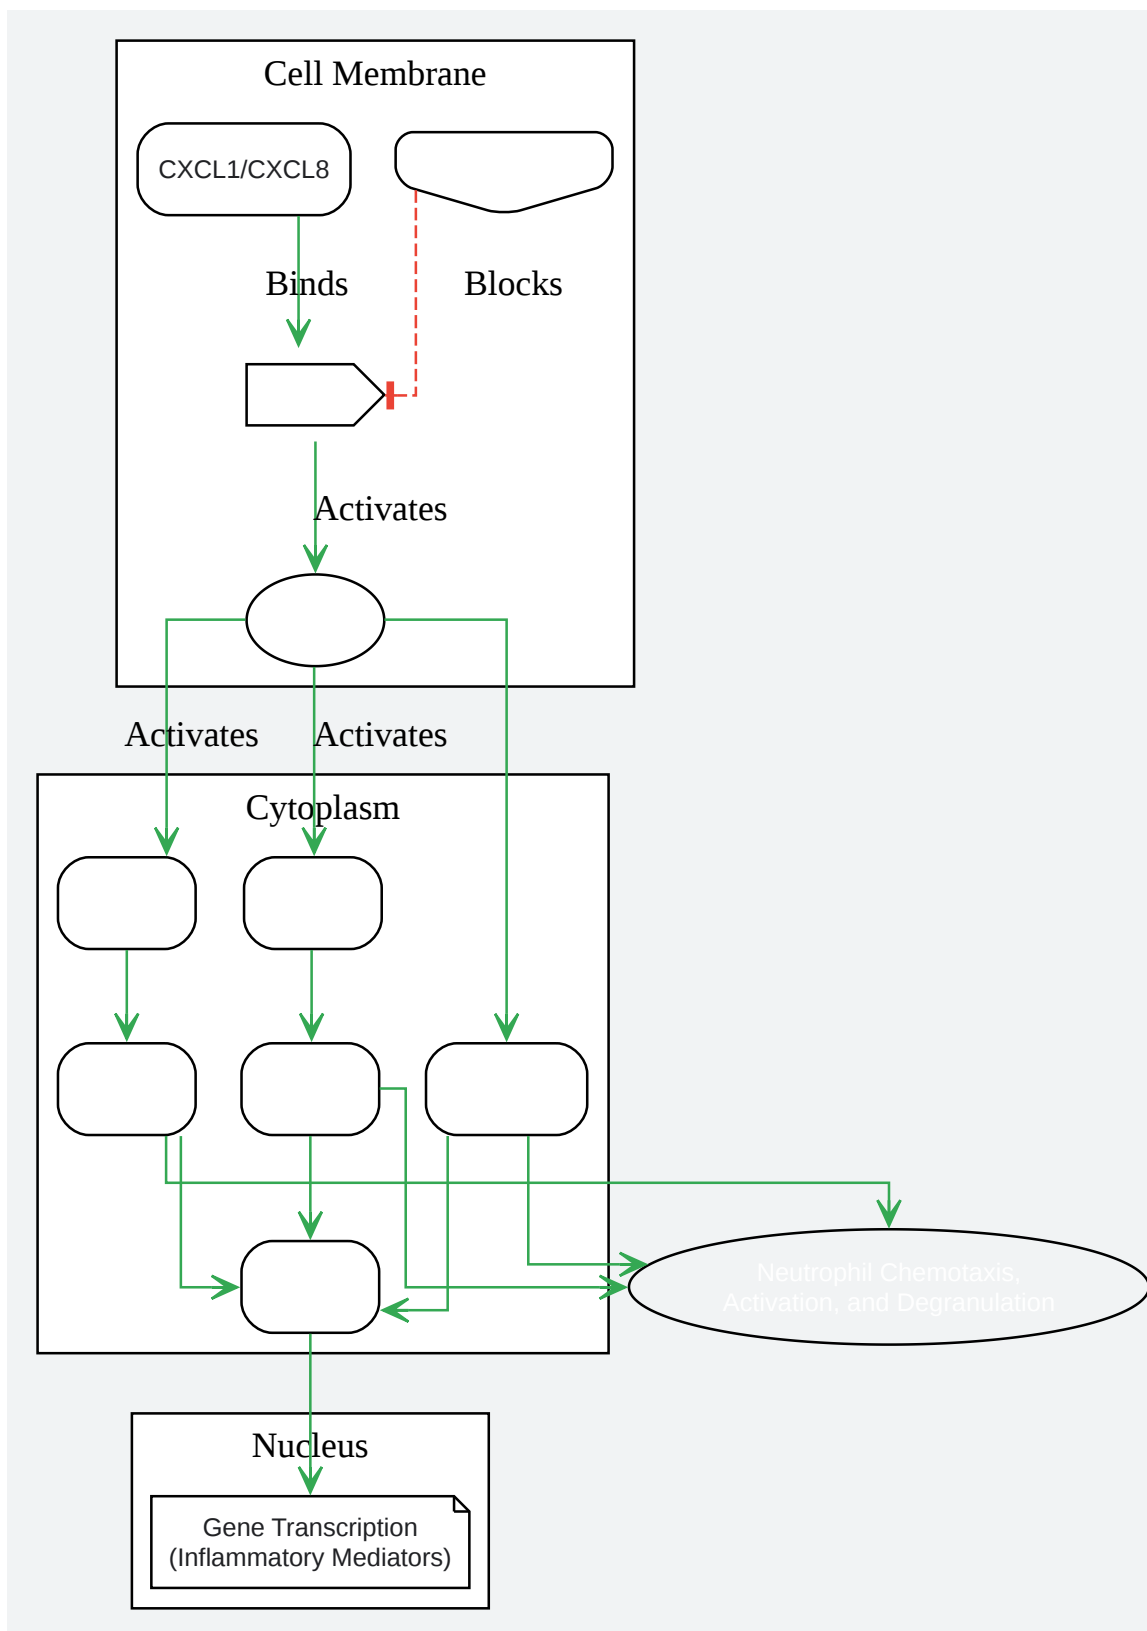 Cell Membrane
CXCL1/CXCL8
Binds
Blocks
Activates
Activates
Activates
Cytoplasm
Neutrophil Chemotaxis,
Activation, and Degranulation
Nucleus
Gene Transcription
(Inflammatory Mediators)